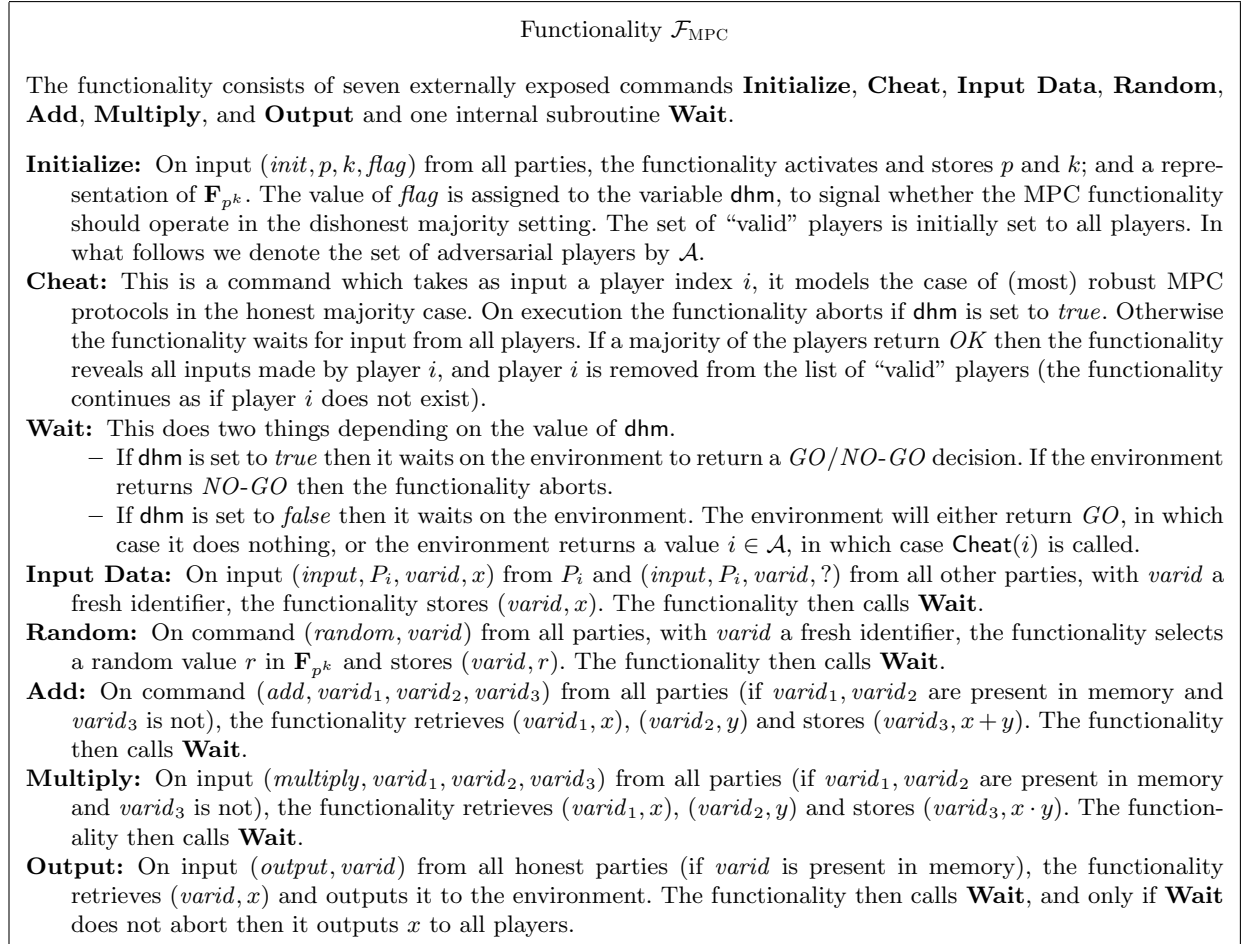 Functionality F_MPC
The functionality consists of seven externally exposed commands Initialize, Cheat, Input Data, Random,
Add, Multiply, and Output and one internal subroutine Wait.
Initialize: On input (init, p, k, flag) from all parties, the functionality activates and stores p and k; and a repre-
sentation of F_{p^k}. The value of flag is assigned to the variable dhm, to signal whether the MPC functionality
should operate in the dishonest majority setting. The set of “valid” players is initially set to all players. In
what follows we denote the set of adversarial players by A.
Cheat: This is a command which takes as input a player index i, it models the case of (most) robust MPC
protocols in the honest majority case. On execution the functionality aborts if dhm is set to true. Otherwise
the functionality waits for input from all players. If a majority of the players return OK then the functionality
reveals all inputs made by player i, and player i is removed from the list of “valid” players (the functionality
continues as if player i does not exist).
Wait: This does two things depending on the value of dhm.
– If dhm is set to true then it waits on the environment to return a GO/NO-GO decision. If the environment
returns NO-GO then the functionality aborts.
– If dhm is set to false then it waits on the environment. The environment will either return GO, in which
case it does nothing, or the environment returns a value i ∈ A, in which case Cheat(i) is called.
Input Data: On input (input, P_i, varid, x) from P_i and (input, P_i, varid, ?) from all other parties, with varid a
fresh identifier, the functionality stores (varid, x). The functionality then calls Wait.
Random: On command (random, varid) from all parties, with varid a fresh identifier, the functionality selects
a random value r in F_{p^k} and stores (varid, r). The functionality then calls Wait.
Add: On command (add, varid_1, varid_2, varid_3) from all parties (if varid_1, varid_2 are present in memory and
varid_3 is not), the functionality retrieves (varid_1, x), (varid_2, y) and stores (varid_3, x + y). The functionality
then calls Wait.
Multiply: On input (multiply, varid_1, varid_2, varid_3) from all parties (if varid_1, varid_2 are present in memory
and varid_3 is not), the functionality retrieves (varid_1, x), (varid_2, y) and stores (varid_3, x · y). The function-
ality then calls Wait.
Output: On input (output, varid) from all honest parties (if varid is present in memory), the functionality
retrieves (varid, x) and outputs it to the environment. The functionality then calls Wait, and only if Wait
does not abort then it outputs x to all players.